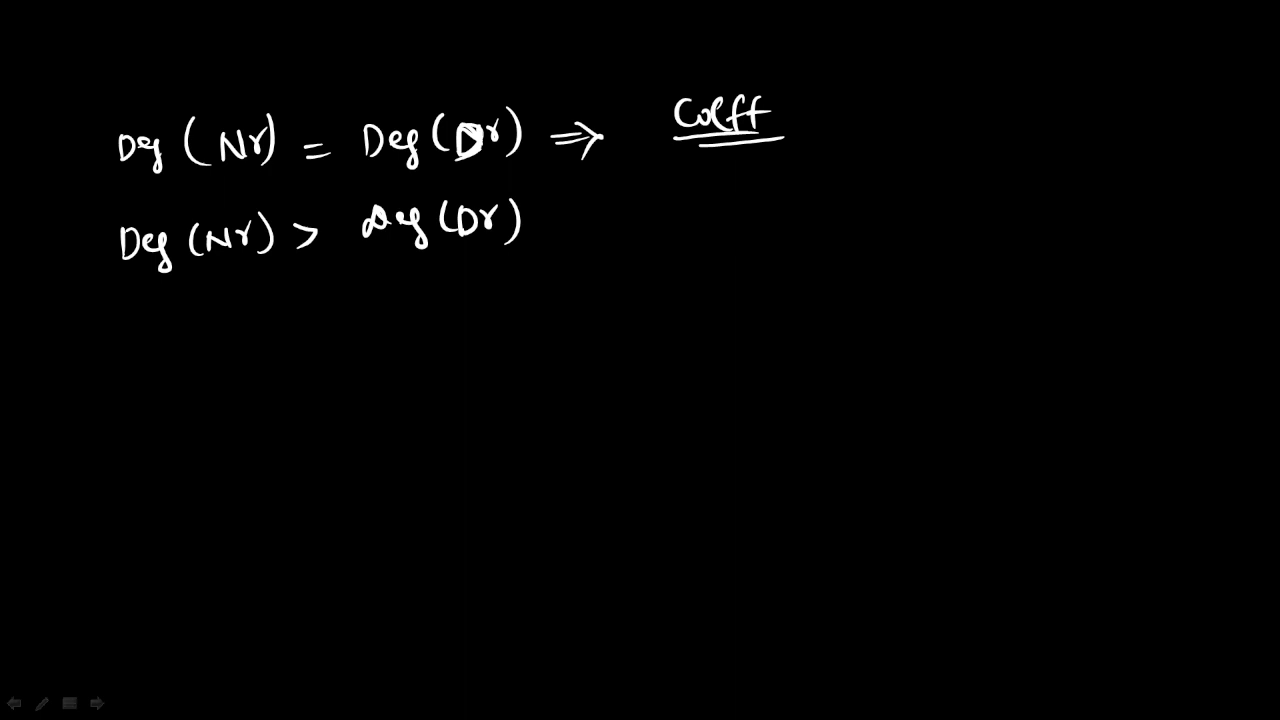 Deg (Nr) = Deg (Dr) ⇒ Coeff
Deg (Nr) > Deg (Dr)